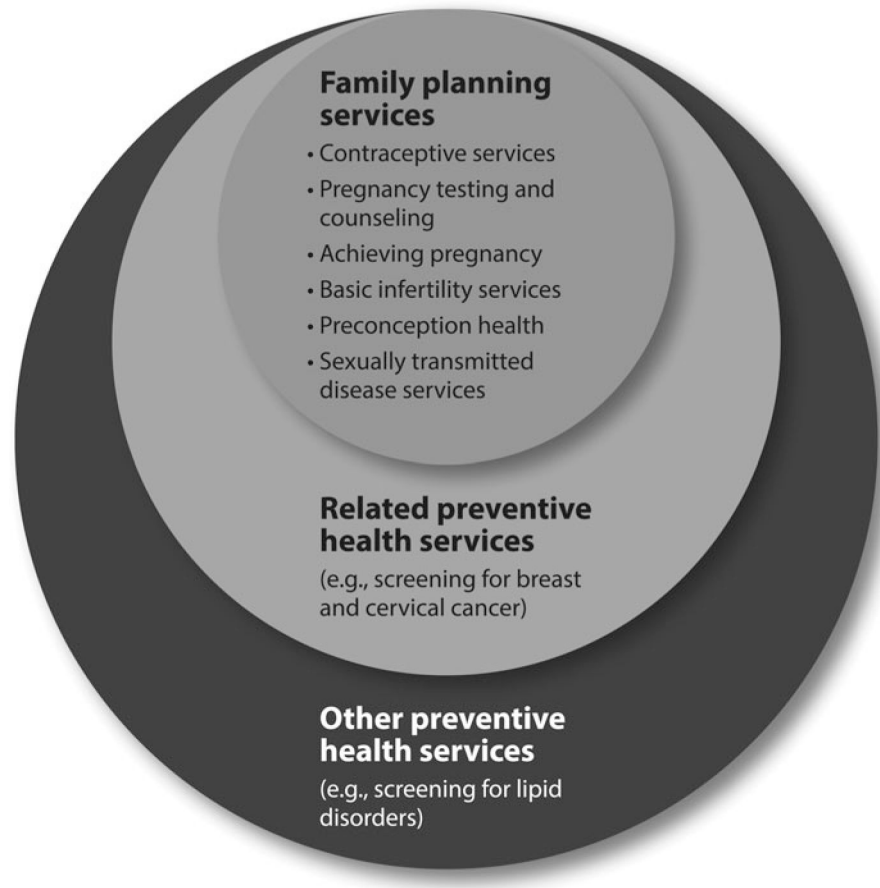 Family planning
services
• Contraceptive services
• Pregnancy testing and
counseling
• Achieving pregnancy
• Basic infertility services
• Preconception health
• Sexually transmitted
disease services
Related preventive
health services
(e.g., screening for breast
and cervical cancer)
Other preventive
health services
(e.g., screening for lipid
disorders)